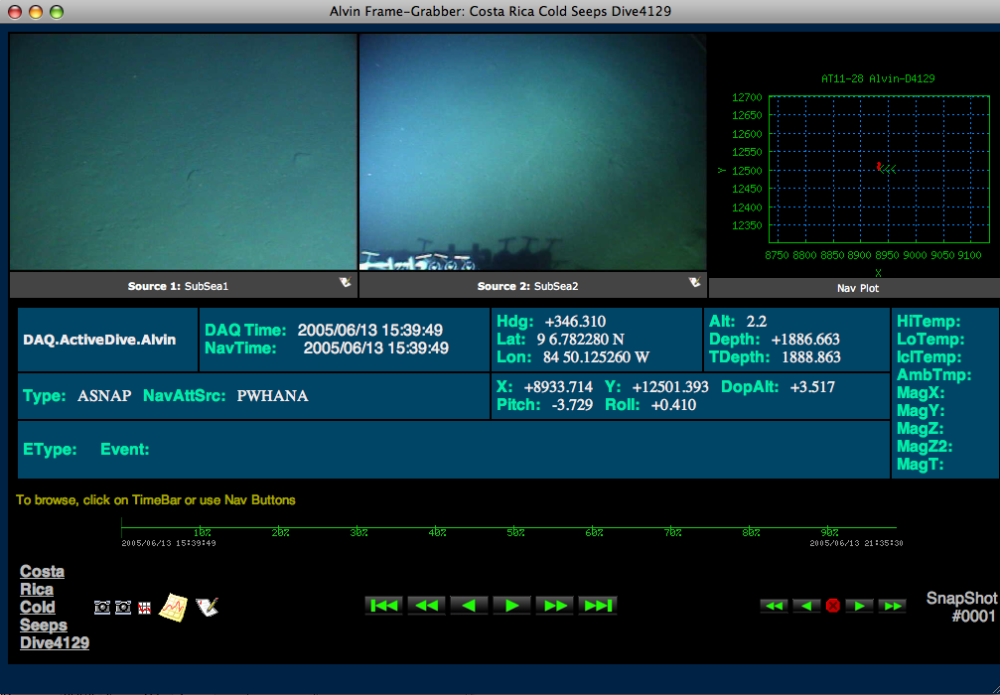 Alvin Frame-Grabber: Costa Rica Cold Seeps Dive4129
AT11-28 Alvin-D4129
12700
12650
12600
12550
12500
12450
12400
12350
Y
8750 8800 8850 8900 8950 9000 9050 9100
X
Source 1: SubSea1
Source 2: SubSea2
Nav Plot
DAQ.ActiveDive.Alvin
DAQ Time: 2005/06/13 15:39:49
NavTime: 2005/06/13 15:39:49
Hdg: +346.310
Lat: 9 6.782280 N
Lon: 84 50.125260 W
Alt: 2.2
Depth: +1886.663
TDepth: 1888.863
HiTemp:
LoTemp:
IclTemp:
AmbTmp:
MagX:
MagY:
MagZ:
MagZ2:
MagT:
Type: ASNAP NavAttSrc: PWHANA
X: +8933.714 Y: +12501.393 DopAlt: +3.517
Pitch: -3.729 Roll: +0.410
EType: Event:
To browse, click on TimeBar or use Nav Buttons
10% 20% 30% 40% 50% 60% 70% 80% 90%
2005/06/13 15:39:49
2005/06/13 21:35:30
Costa
Rica
Cold
Seeps
Dive4129
SnapShot
#0001